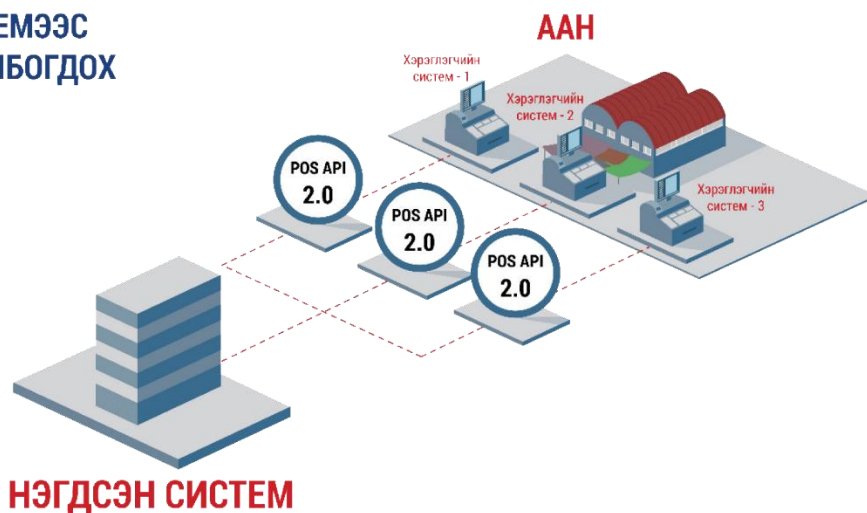 ЕМЭЭС
ЛБОГДОХ
ААН
Хэрэглэгчийн
систем - 1
Хэрэглэгчийн
систем - 2
Хэрэглэгчийн
систем - 3
POS API
2.0
POS API
2.0
POS API
2.0
НЭГДСЭН СИСТЕМ